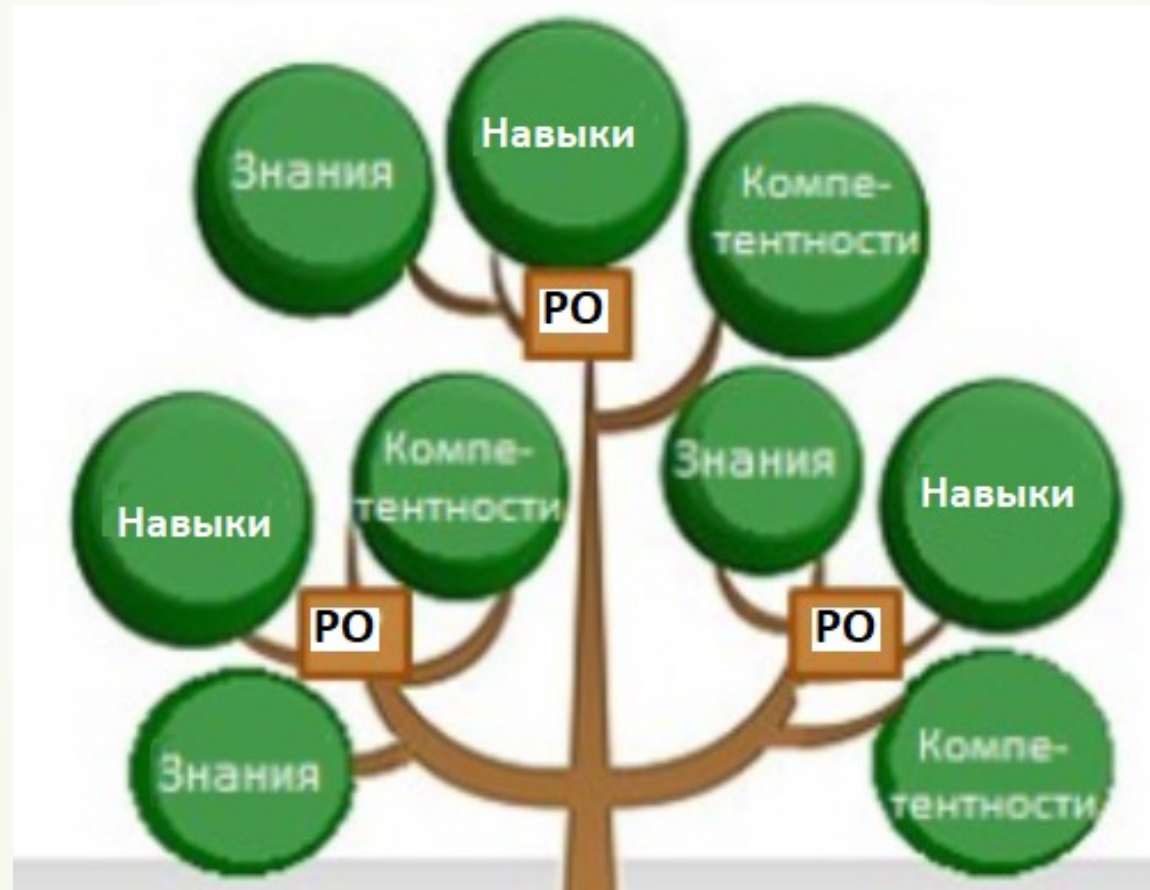 Навыки
Знания
Компе-
тентности
РО
Компе-
тентности
Знания
Навыки
Навыки
РО
РО
Знания
Компе-
тентности